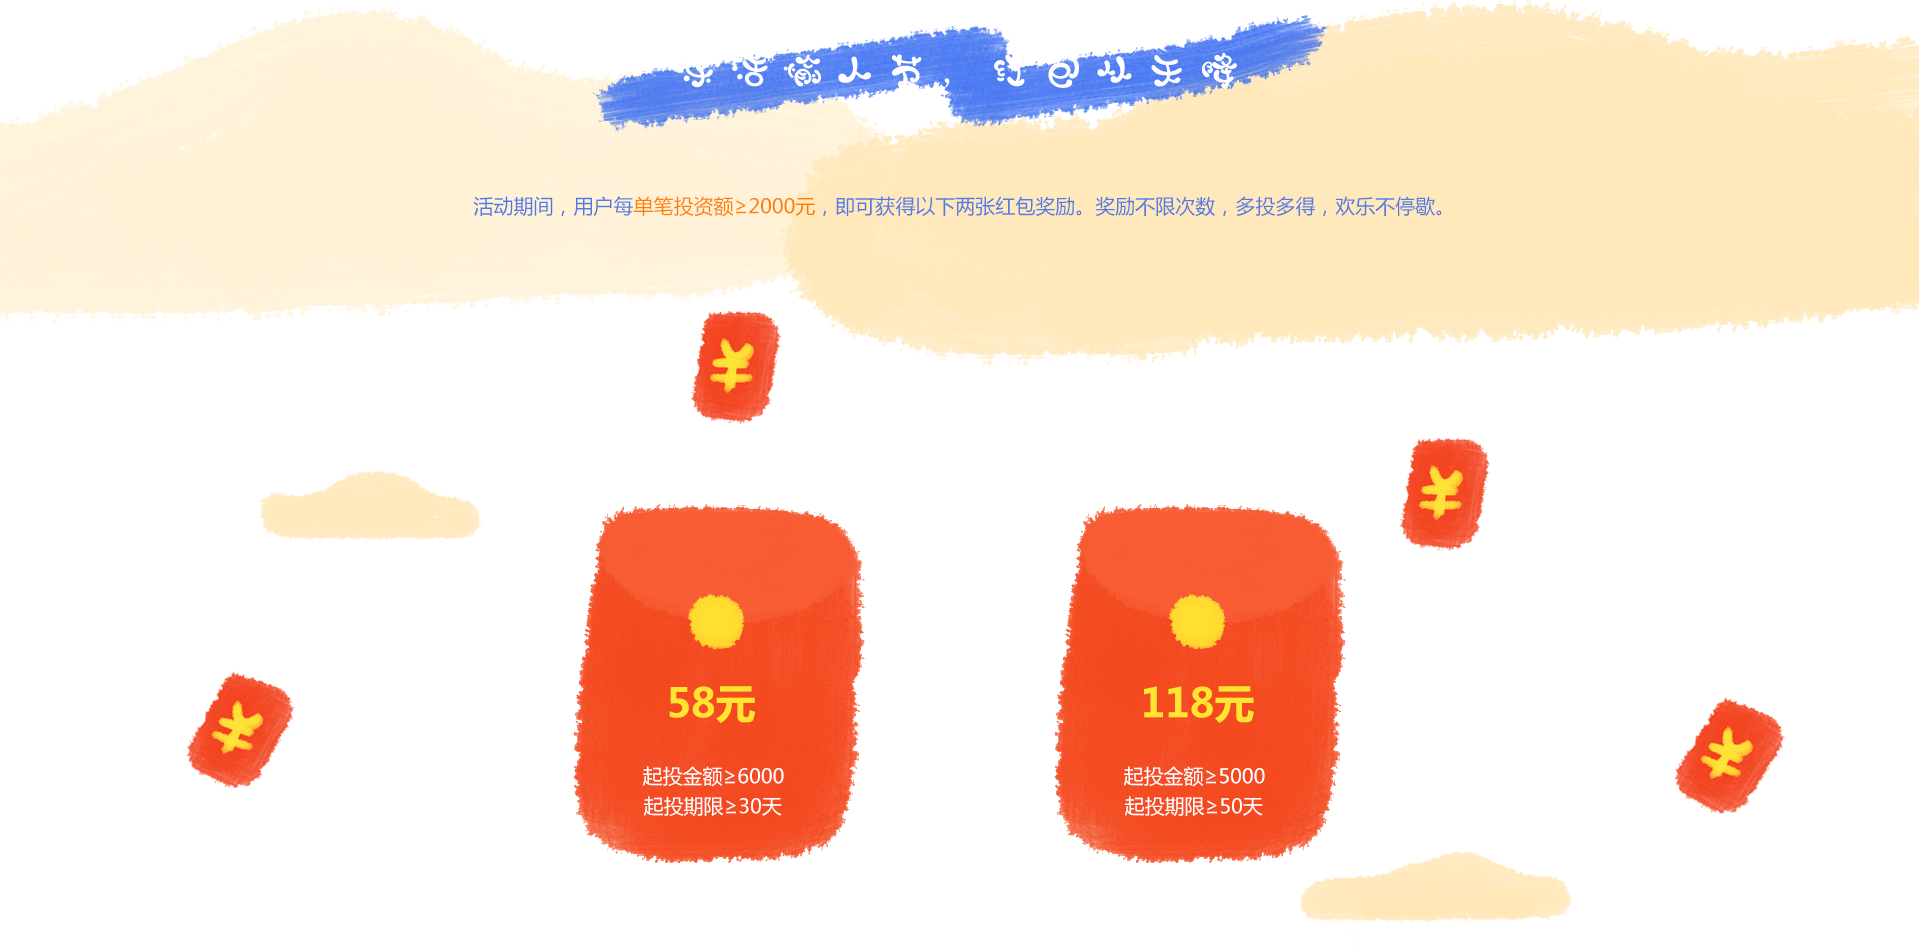 乐活懒人节，红包从天降
活动期间，用户每单笔投资额≥2000元，即可获得以下两张红包奖励。奖励不限次数，多投多得，欢乐不停歇。
¥
¥
58元
118元
¥
¥
起投金额≥6000
起投期限≥30天
起投金额≥5000
起投期限≥50天